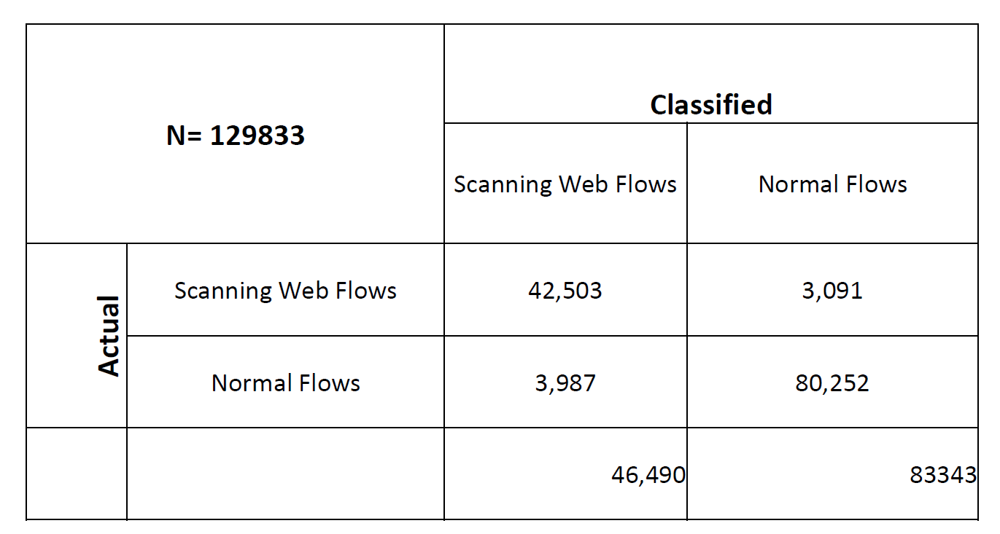 N= 129833
Classified
Scanning Web Flows
Normal Flows
Actual
Scanning Web Flows
42,503
3,091
Normal Flows
3,987
80,252
46,490
83343